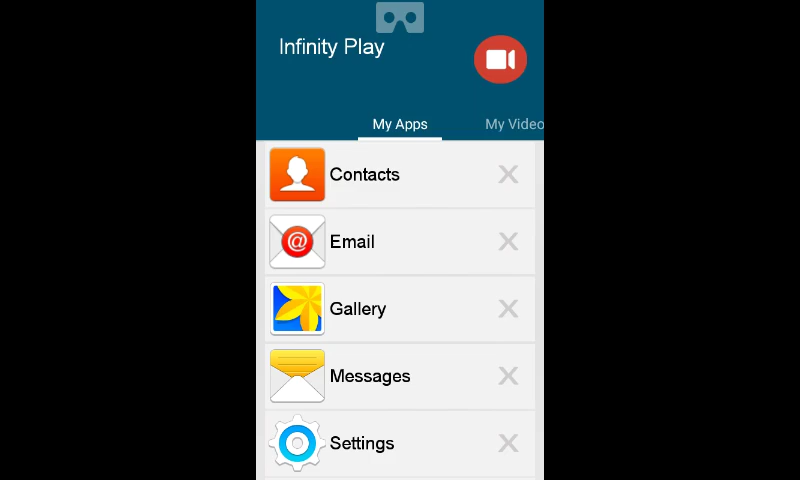 Infinity Play
My Apps
My Video
Contacts
@
Email
Gallery
Messages
Settings